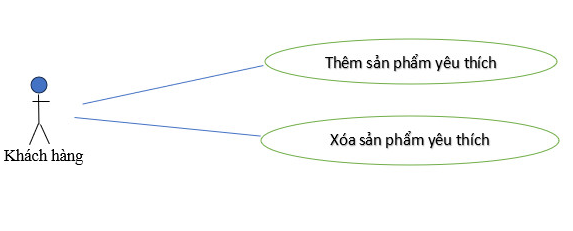 Thêm sản phẩm yêu thích
Xóa sản phẩm yêu thích
Khách hàng